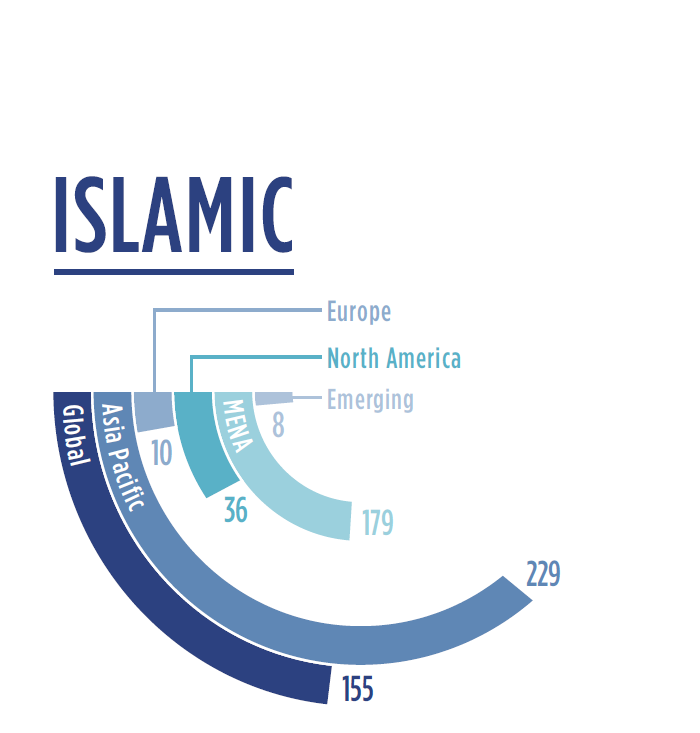 ISLAMIC
Europe
North America
Emerging
Global
Asia Pacific
MENA
8
10
36
179
229
155